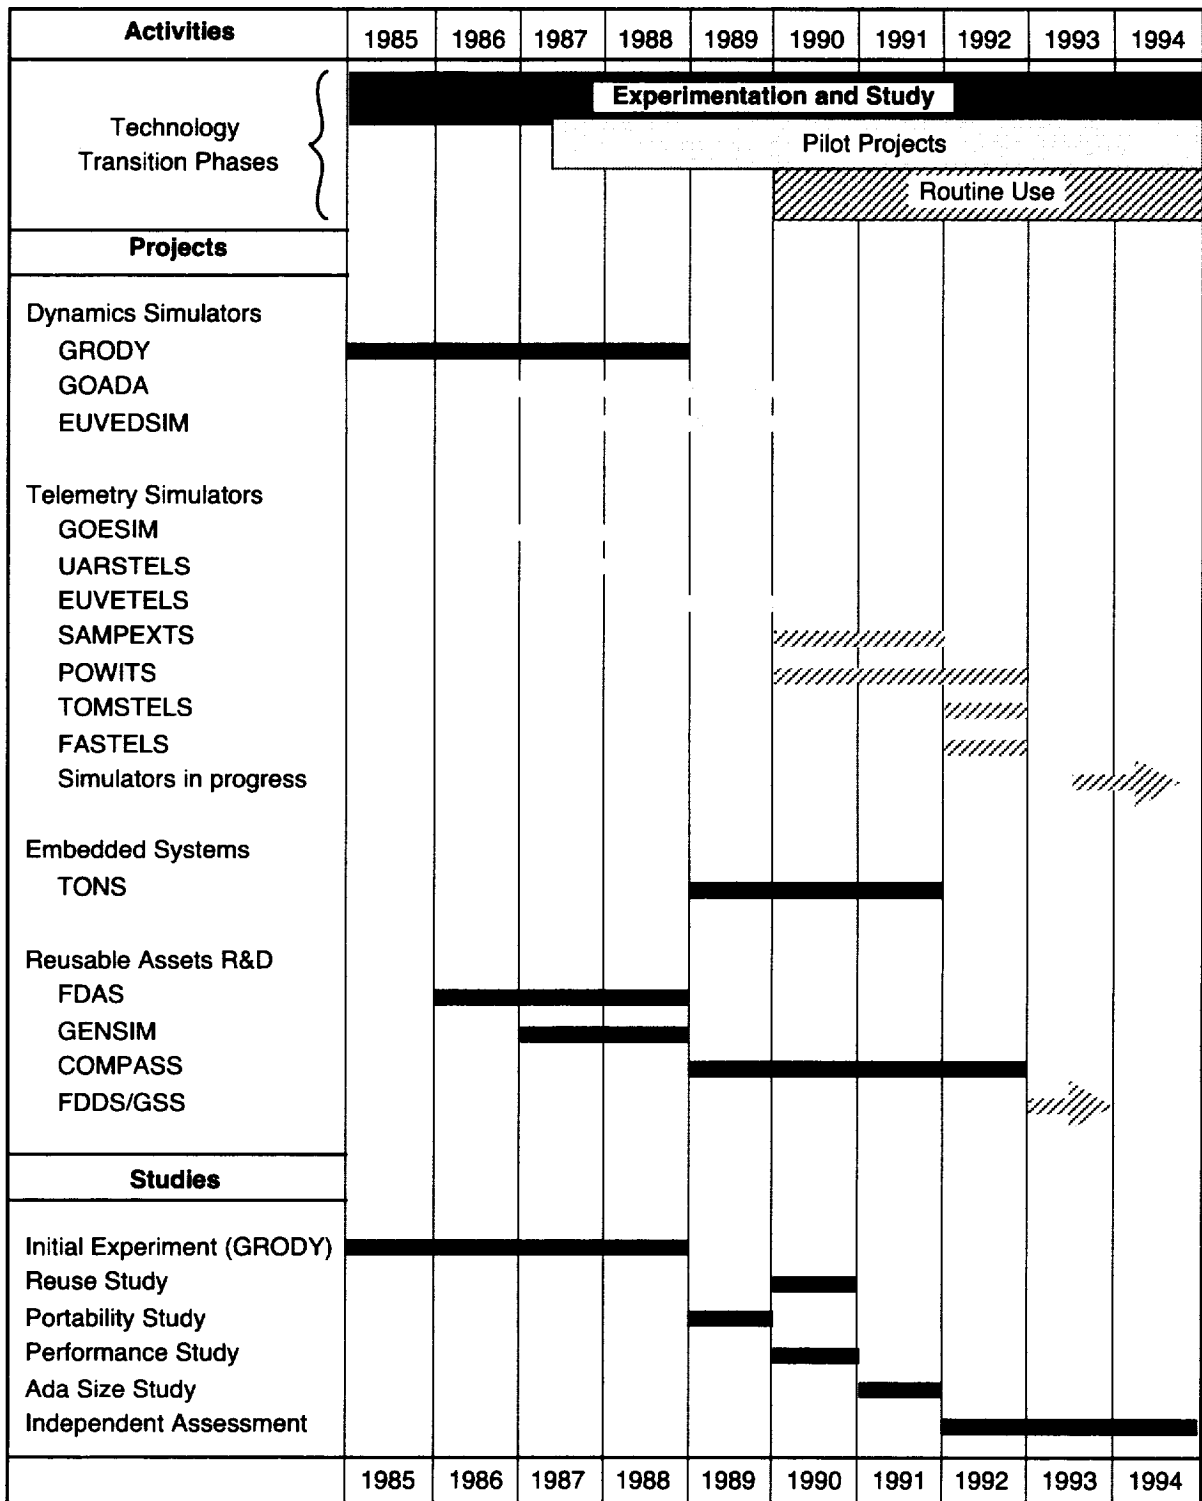 Activities 1985 1986 1987 1988 1989 1990 1991 1992 1993 1994
Experimentation and Study
Technology
Transition Phases
Pilot Projects
Routine Use
Projects
Dynamics Simulators
GRODY
GOADA
EUVEDSIM
Telemetry Simulators
GOESIM
UARSTELS
EUVETELS
SAMPEXTS
POWITS
TOMSTELS
FASTELS
Simulators in progress
Embedded Systems
TONS
Reusable Assets R&D
FDAS
GENSIM
COMPASS
FDDS/GSS
Studies
Initial Experiment (GRODY)
Reuse Study
Portability Study
Performance Study
Ada Size Study
Independent Assessment
1985 1986 1987 1988 1989 1990 1991 1992 1993 1994